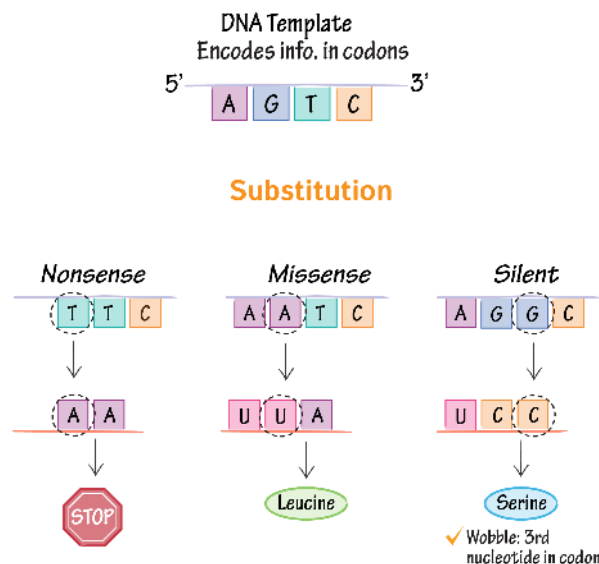 DNA Template
Encodes info. in codons
5' 3'
A G T C
Substitution
Nonsense Missense Silent
T T C A A T C A G G C
A A U U A U C C
STOP Leucine Serine
✓ Wobble: 3rd
nucleotide in codon